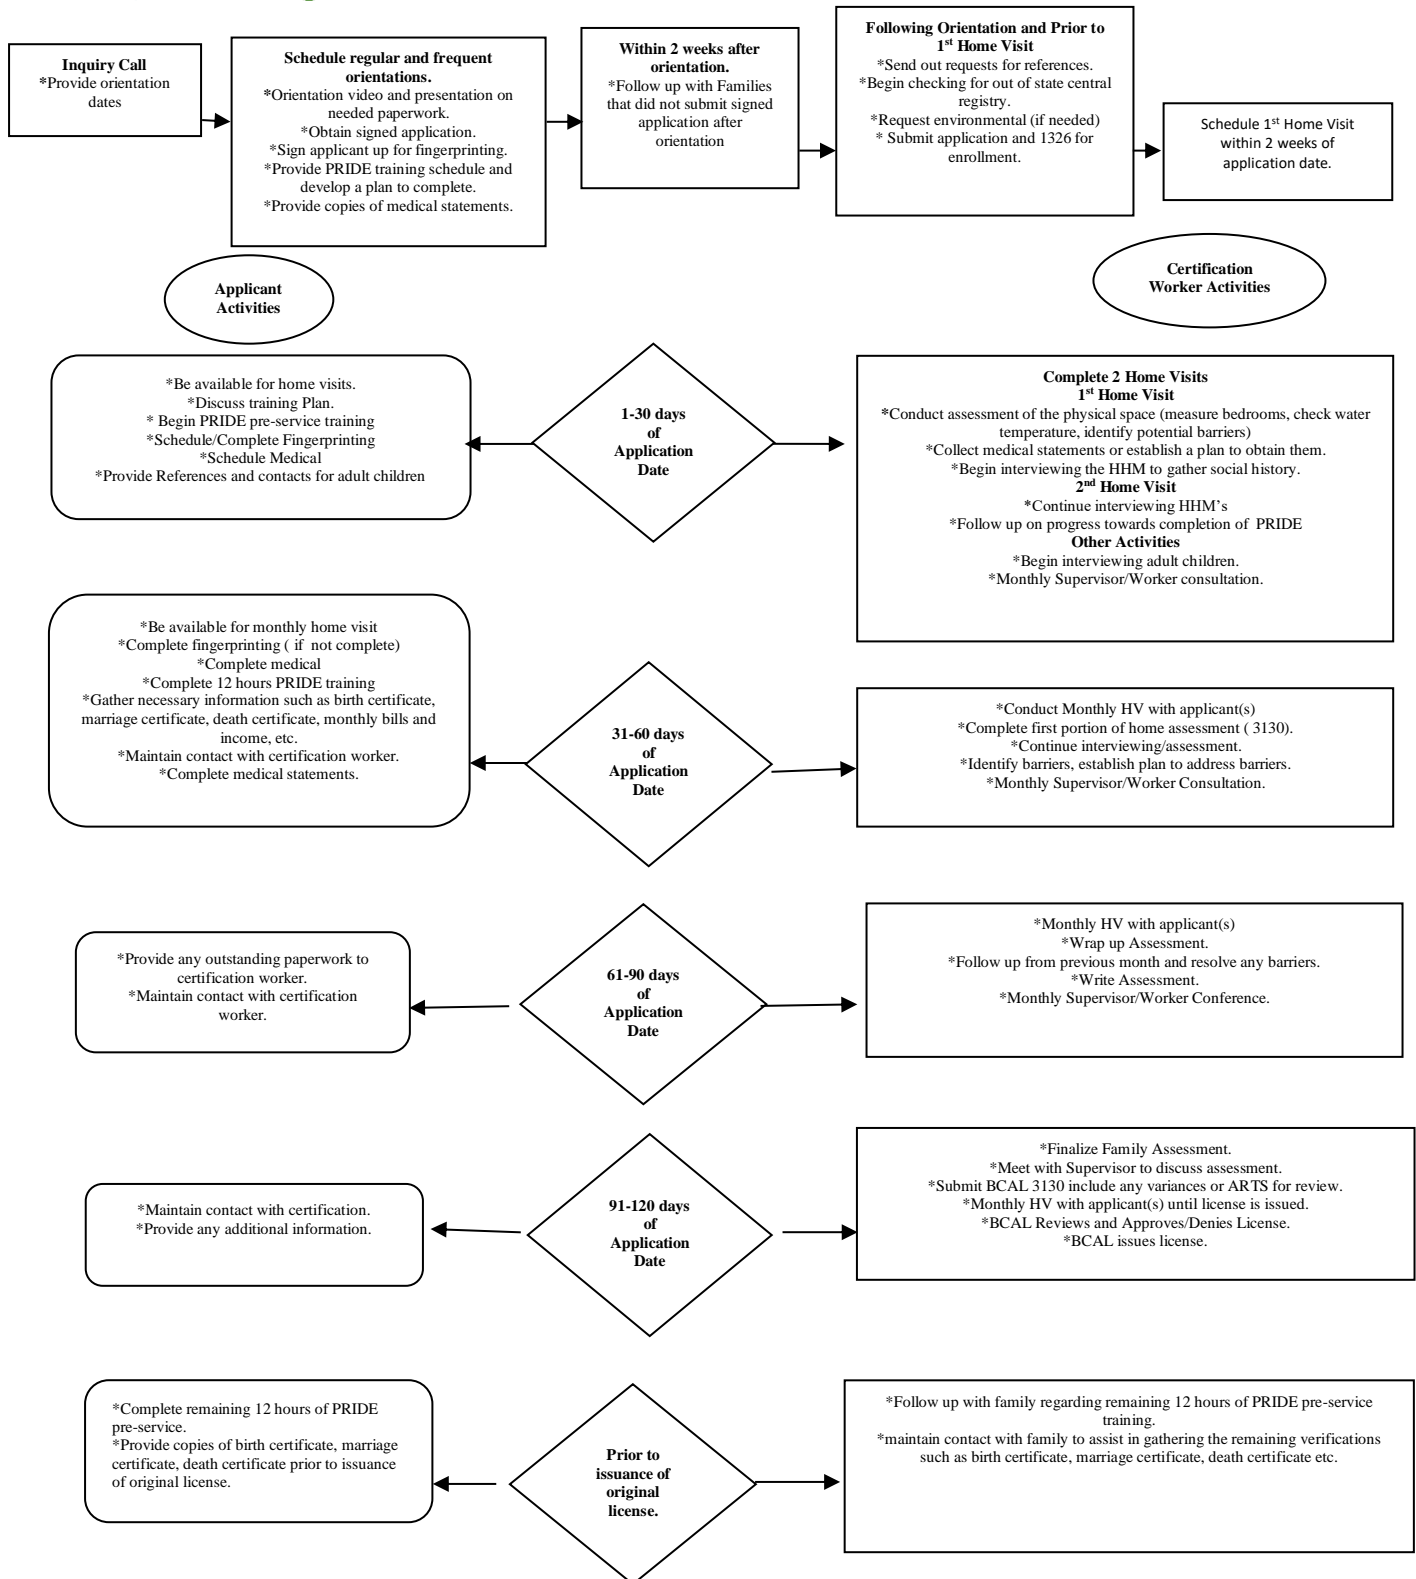 Inquiry Call
*Provide orientation
dates
Schedule regular and frequent
orientations.
*Orientation video and presentation on
needed paperwork.
*Obtain signed application.
*Sign applicant up for fingerprinting.
*Provide PRIDE training schedule and
develop a plan to complete.
*Provide copies of medical statements.
Within 2 weeks after
orientation.
*Follow up with Families
that did not submit signed
application after
orientation
Following Orientation and Prior to
1st Home Visit
*Send out requests for references.
*Begin checking for out of state central
registry.
*Request environmental (if needed)
* Submit application and 1326 for
enrollment.
Schedule 1st Home Visit
within 2 weeks of
application date.
Applicant
Activities
Certification
Worker Activities
*Be available for home visits.
*Discuss training Plan.
* Begin PRIDE pre-service training
*Schedule/Complete Fingerprinting
*Schedule Medical
*Provide References and contacts for adult children
1-30 days
of
Application
Date
Complete 2 Home Visits
1st Home Visit
*Conduct assessment of the physical space (measure bedrooms, check water
temperature, identify potential barriers)
*Collect medical statements or establish a plan to obtain them.
*Begin interviewing the HHM to gather social history.
2nd Home Visit
*Continue interviewing HHM's
*Follow up on progress towards completion of PRIDE
Other Activities
*Begin interviewing adult children.
*Monthly Supervisor/Worker consultation.
*Be available for monthly home visit
*Complete fingerprinting ( if not complete)
*Complete medical
*Complete 12 hours PRIDE training
*Gather necessary information such as birth certificate,
marriage certificate, death certificate, monthly bills and
income, etc.
*Maintain contact with certification worker.
*Complete medical statements.
31-60 days
of
Application
Date
*Conduct Monthly HV with applicant(s)
*Complete first portion of home assessment ( 3130).
*Continue interviewing/assessment.
*Identify barriers, establish plan to address barriers.
*Monthly Supervisor/Worker Consultation.
*Provide any outstanding paperwork to
certification worker.
*Maintain contact with certification
worker.
61-90 days
of
Application
Date
*Monthly HV with applicant(s)
*Wrap up Assessment.
*Follow up from previous month and resolve any barriers.
*Write Assessment.
*Monthly Supervisor/Worker Conference.
*Maintain contact with certification.
*Provide any additional information.
91-120 days
of
Application
Date
*Finalize Family Assessment.
*Meet with Supervisor to discuss assessment.
*Submit BCAL 3130 include any variances or ARTS for review.
*Monthly HV with applicant(s) until license is issued.
*BCAL Reviews and Approves/Denies License.
*BCAL issues license.
*Complete remaining 12 hours of PRIDE
pre-service.
*Provide copies of birth certificate, marriage
certificate, death certificate prior to issuance
of original license.
Prior to
issuance of
original
license.
*Follow up with family regarding remaining 12 hours of PRIDE pre-service
training.
*maintain contact with family to assist in gathering the remaining verifications
such as birth certificate, marriage certificate, death certificate etc.